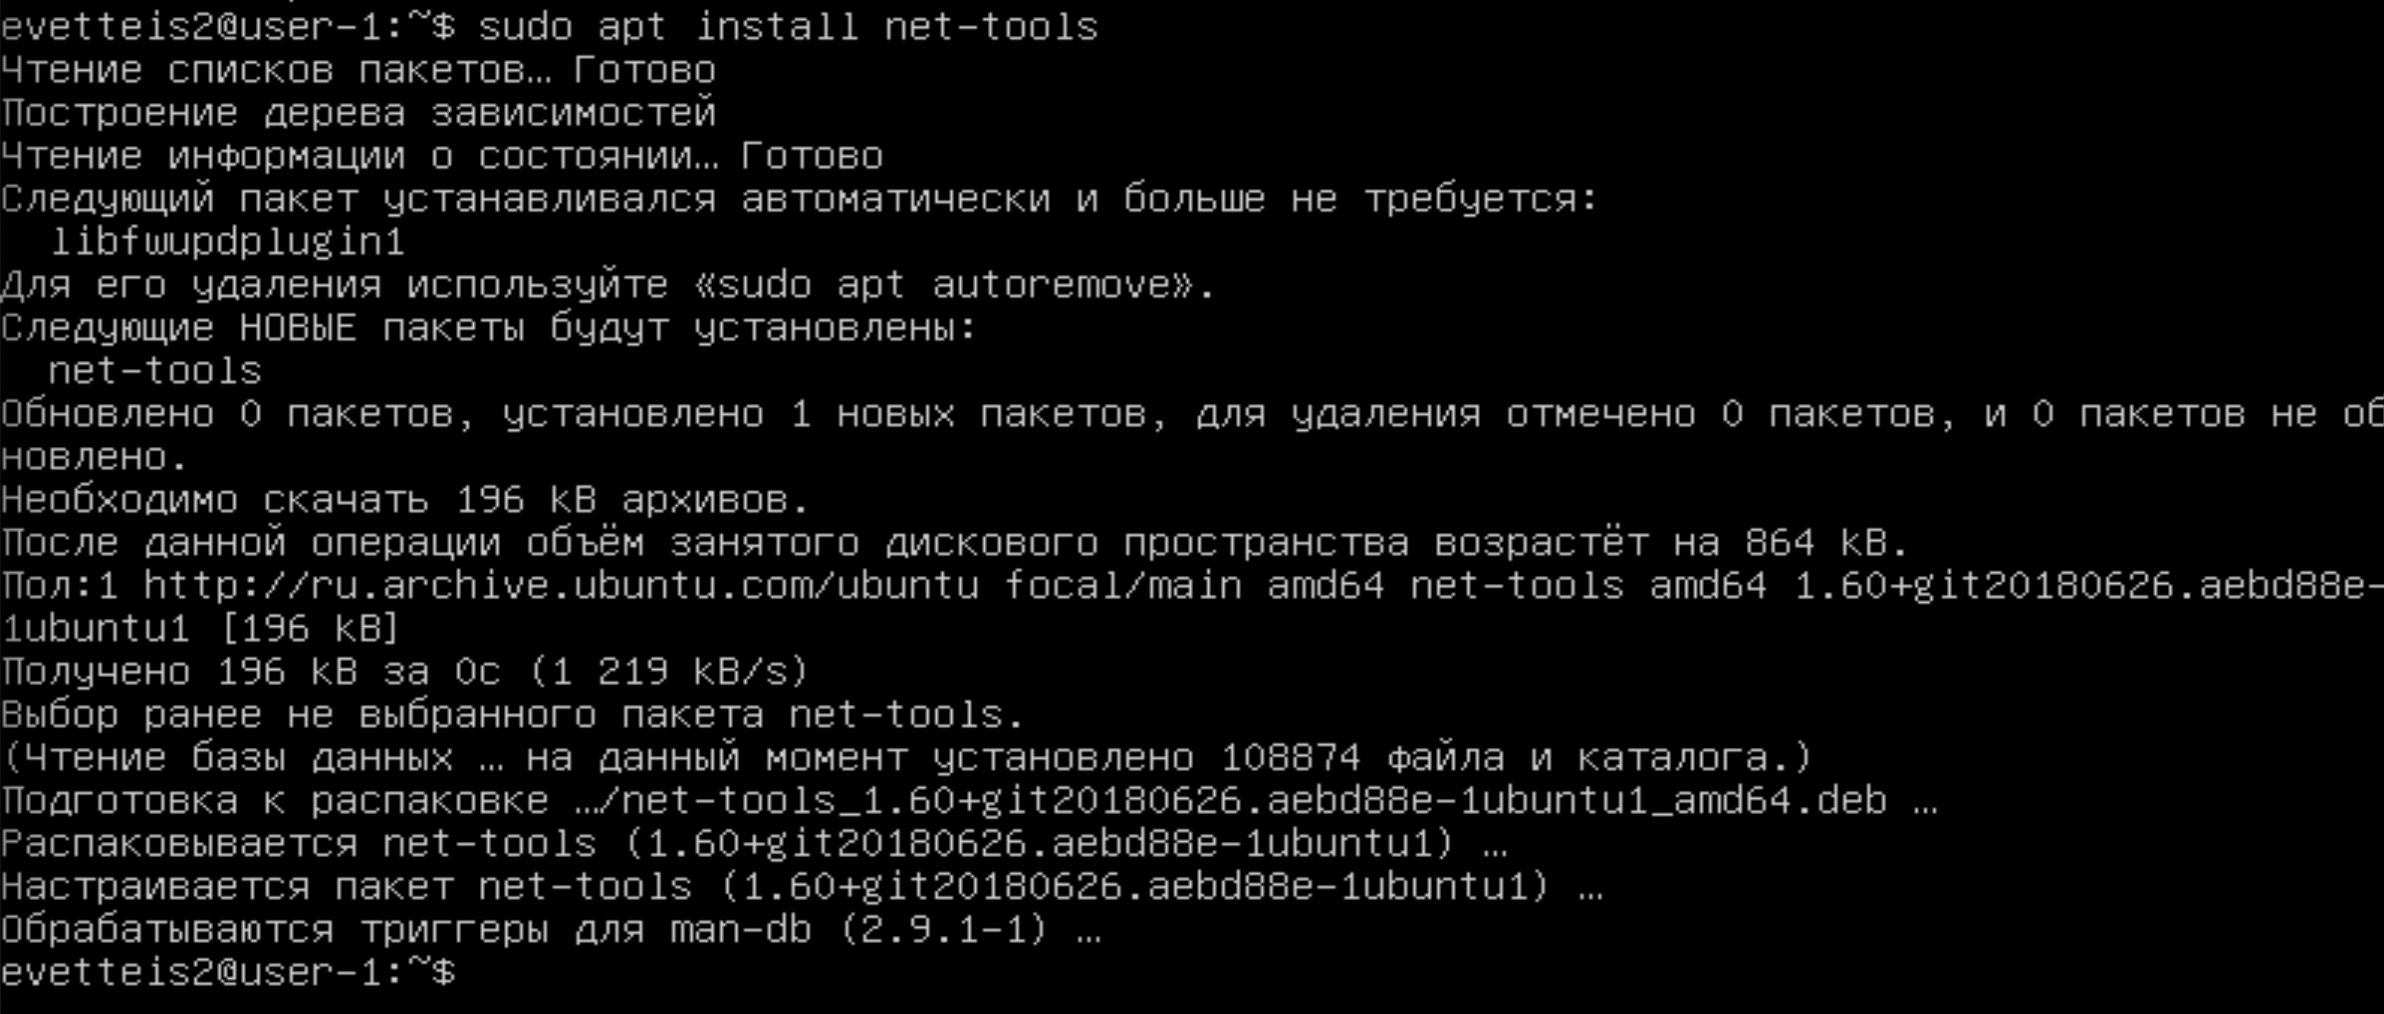 evetteis2@user-1:~$ sudo apt install net-tools
Чтение списков пакетов… Готово
Построение дерева зависимостей
Чтение информации о состоянии… Готово
Следующий пакет устанавливался автоматически и больше не требуется:
  libfwupdplugin1
Для его удаления используйте «sudo apt autoremove».
Следующие НОВЫЕ пакеты будут установлены:
  net-tools
Обновлено 0 пакетов, установлено 1 новых пакетов, для удаления отмечено 0 пакетов, и 0 пакетов не об
новлено.
Необходимо скачать 196 kB архивов.
После данной операции объём занятого дискового пространства возрастёт на 864 kB.
Пол:1 http://ru.archive.ubuntu.com/ubuntu focal/main amd64 net-tools amd64 1.60+git20180626.aebd88e-
1ubuntu1 [196 kB]
Получено 196 kB за 0с (1 219 kB/s)
Выбор ранее не выбранного пакета net-tools.
(Чтение базы данных … на данный момент установлено 108874 файла и каталога.)
Подготовка к распаковке …/net-tools_1.60+git20180626.aebd88e-1ubuntu1_amd64.deb …
Распаковывается net-tools (1.60+git20180626.aebd88e-1ubuntu1) …
Настраивается пакет net-tools (1.60+git20180626.aebd88e-1ubuntu1) …
Обрабатываются триггеры для man-db (2.9.1-1) …
evetteis2@user-1:~$